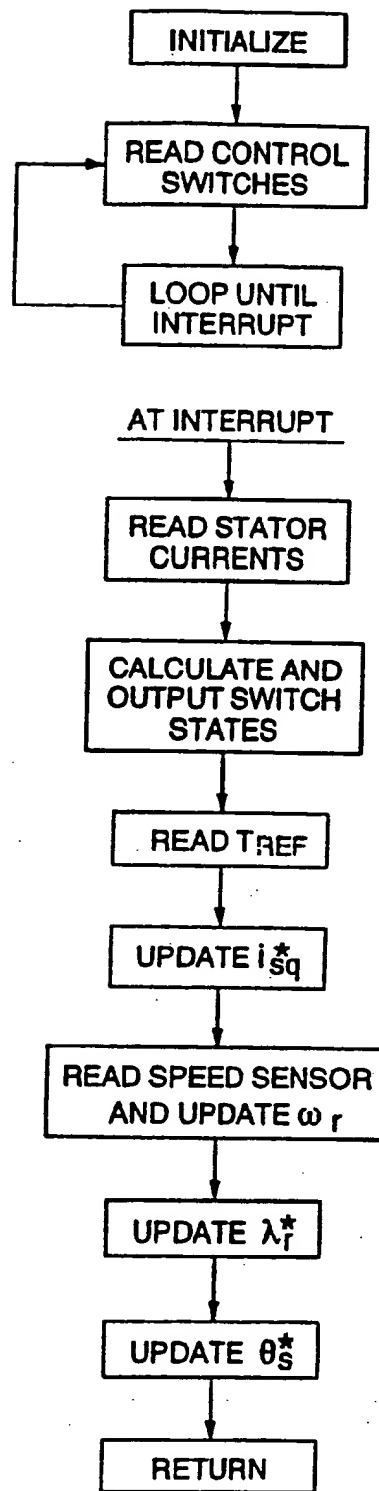 INITIALIZE
READ CONTROL
SWITCHES
LOOP UNTIL
INTERRUPT
AT INTERRUPT
READ STATOR
CURRENTS
CALCULATE AND
OUTPUT SWITCH
STATES
READ TREF
UPDATE i*sq
READ SPEED SENSOR
AND UPDATE ωr
UPDATE λ*r
UPDATE θ*s
RETURN